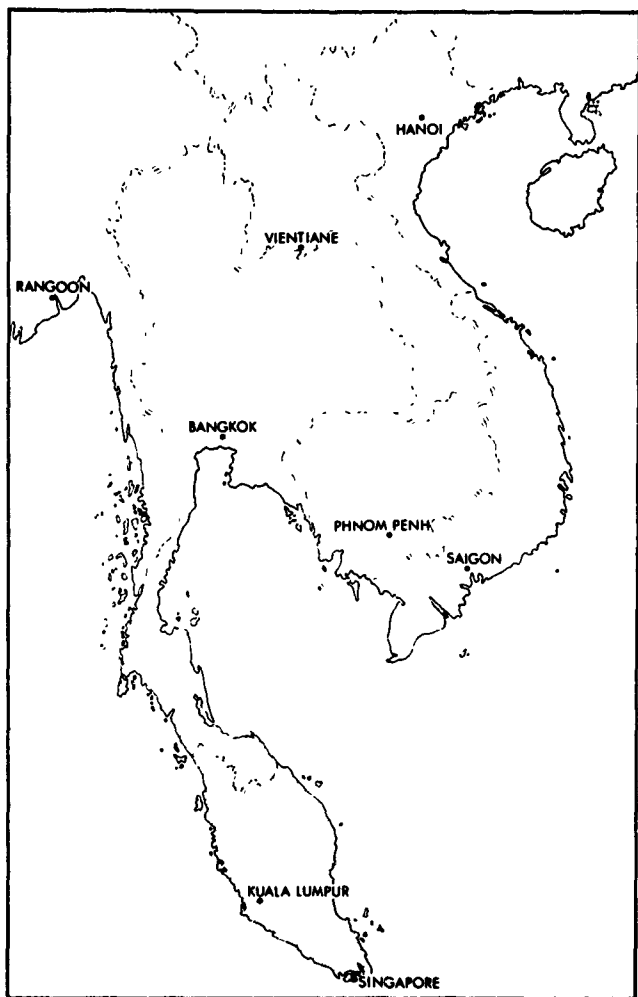 HANOI
VIENTIANE
RANGOON
BANGKOK
PHNOM PENH
SAIGON
KUALA LUMPUR
SINGAPORE